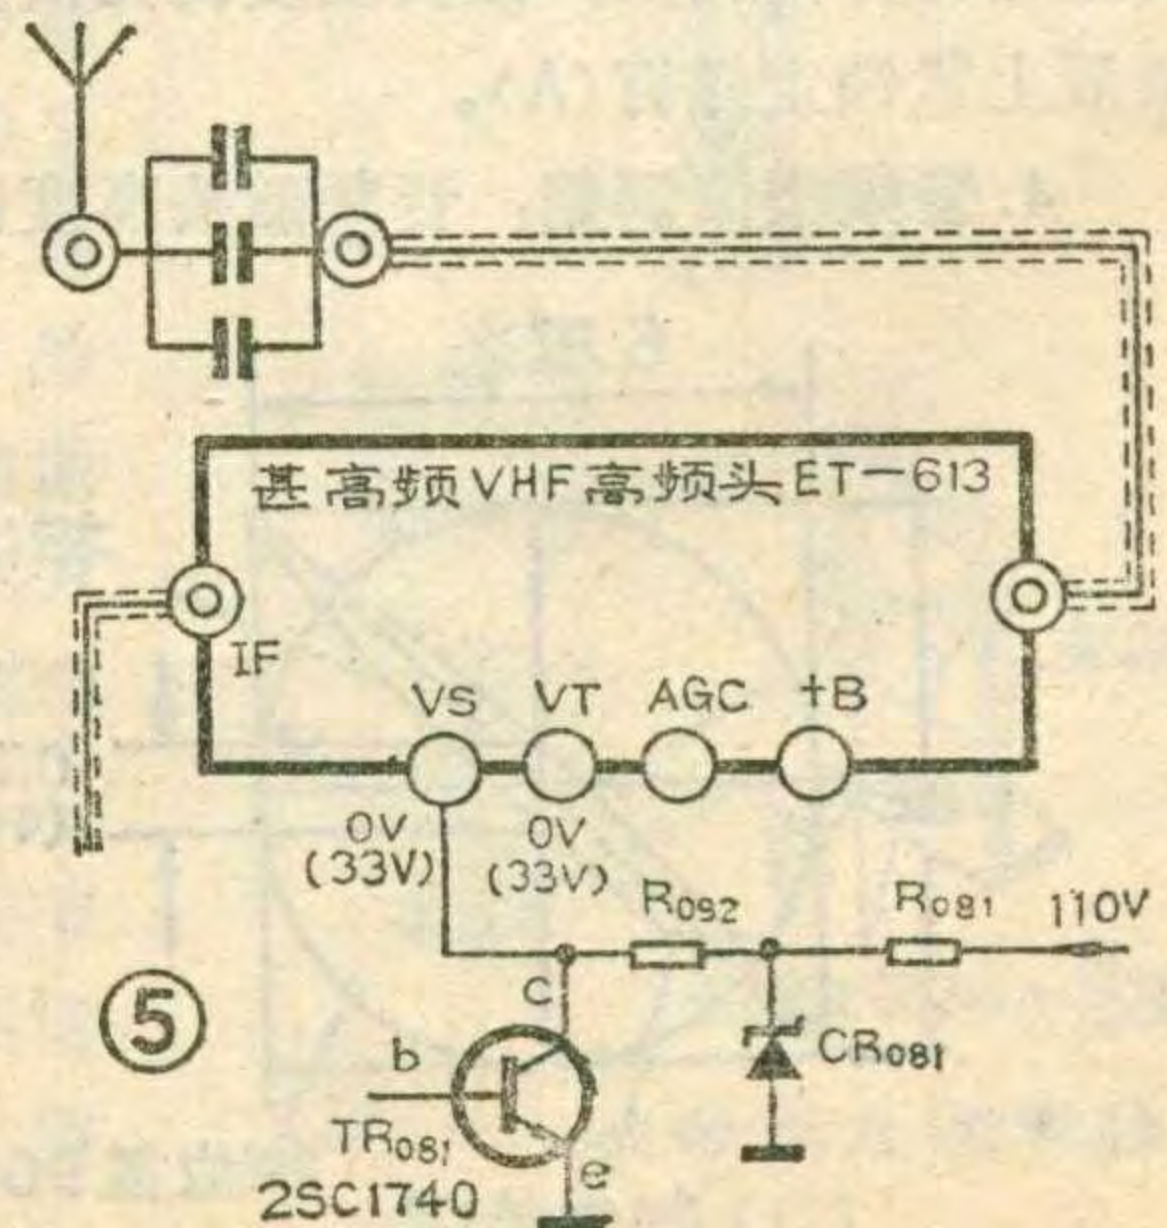 甚高频VHF高频头ET-613
IF
VS VT AGC +B
0V 0V
(33V) (33V)
R092 R081 110V
c
⑤
b
CR081
TR081
e
2SC1740